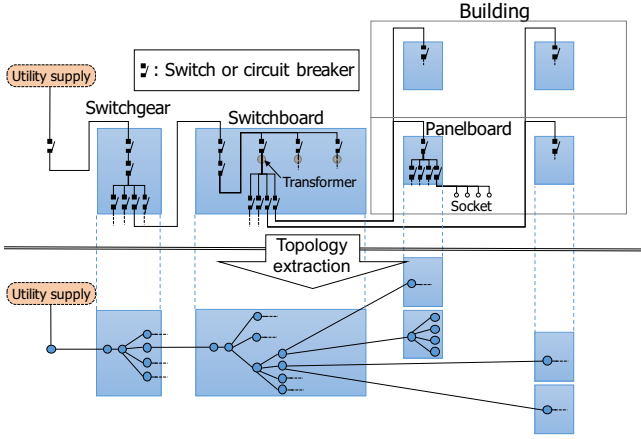 Building
: Switch or circuit breaker
Utility supply
Switchgear
Switchboard
Panelboard
Transformer
Socket
Topology
extraction
Utility supply